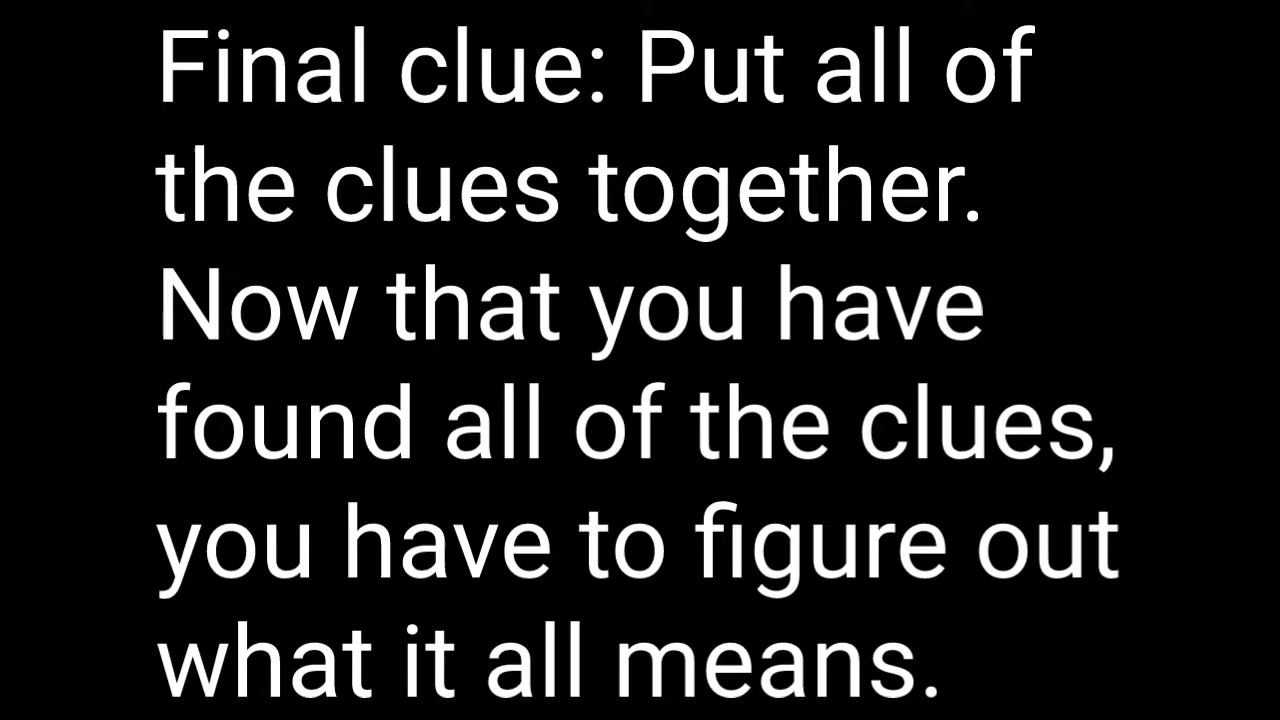 Final clue: Put all of
the clues together.
Now that you have
found all of the clues,
you have to figure out
what it all means.